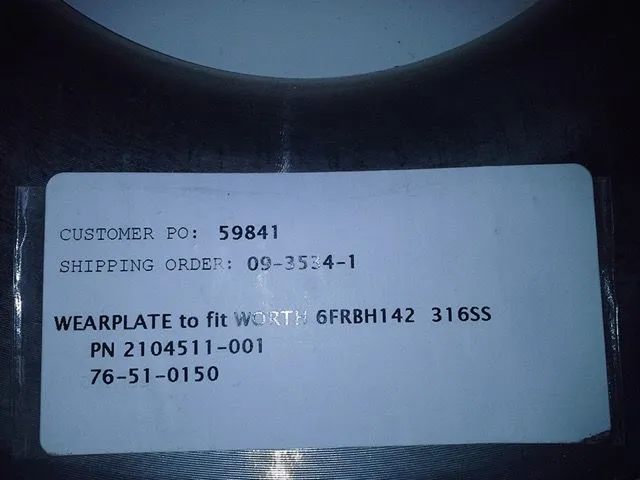 CUSTOMER PO: 59841
SHIPPING ORDER: 09-3534-1
WEARPLATE to fit WORTH 6FRBH142 316SS
PN 2104511-001
76-51-0150